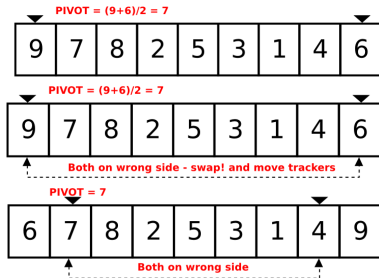 PIVOT = (9+6)/2 = 7
9 7 8 2 5 3 1 4 6
PIVOT = (9+6)/2 = 7
9 7 8 2 5 3 1 4 6
Both on wrong side - swap! and move trackers
PIVOT = 7
6 7 8 2 5 3 1 4 9
Both on wrong side